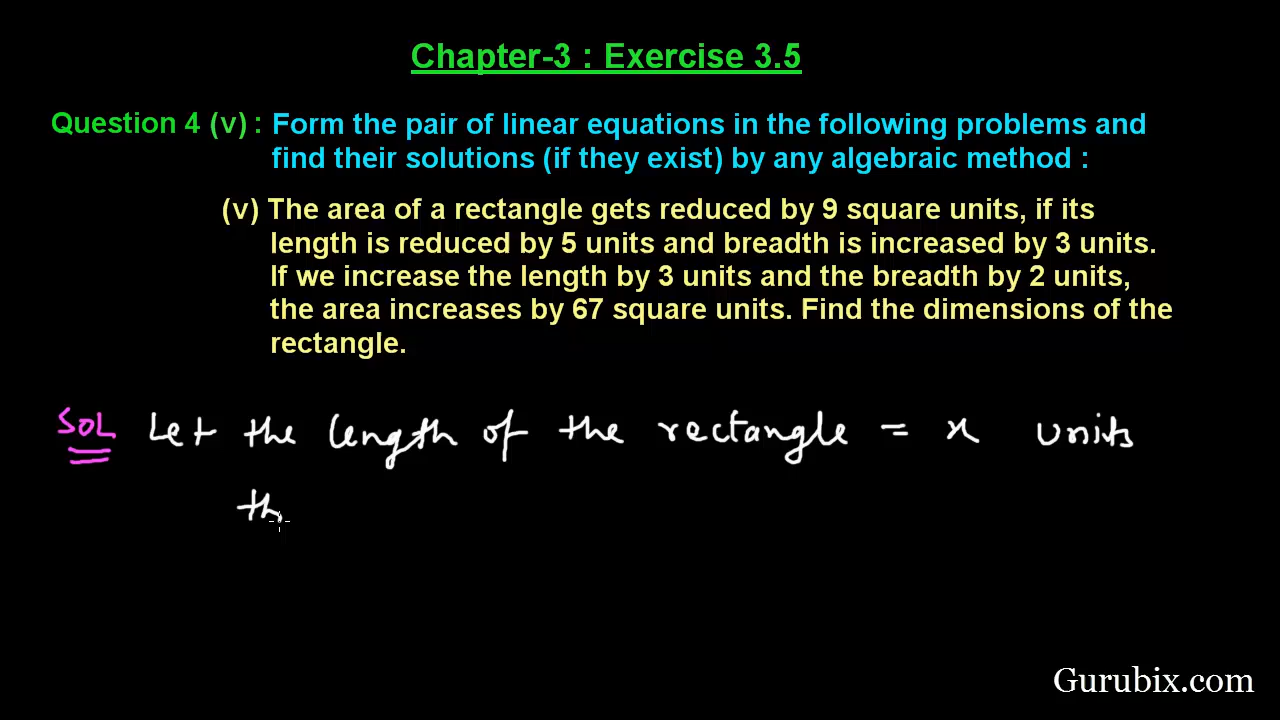 Chapter-3 : Exercise 3.5
Question 4 (v) : Form the pair of linear equations in the following problems and
find their solutions (if they exist) by any algebraic method :
(v) The area of a rectangle gets reduced by 9 square units, if its
length is reduced by 5 units and breadth is increased by 3 units.
If we increase the length by 3 units and the breadth by 2 units,
the area increases by 67 square units. Find the dimensions of the
rectangle.
SOL Let the length of the rectangle = x units
th
Gurubix.com